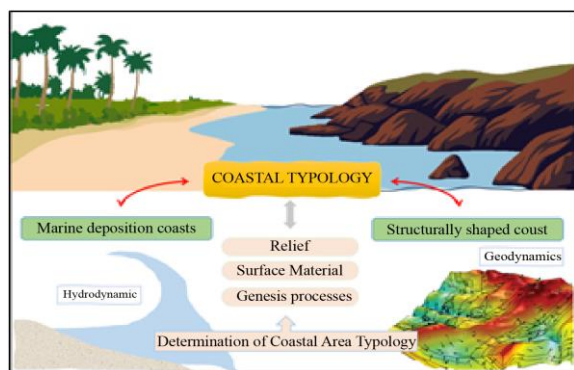 COASTAL TYPOLOGY
Marine deposition coasts
Structurally shaped coust
Relief
Geodynamics
Surface Material
Hydrodynamic
Genesis processes
Determination of Coastal Area Typology